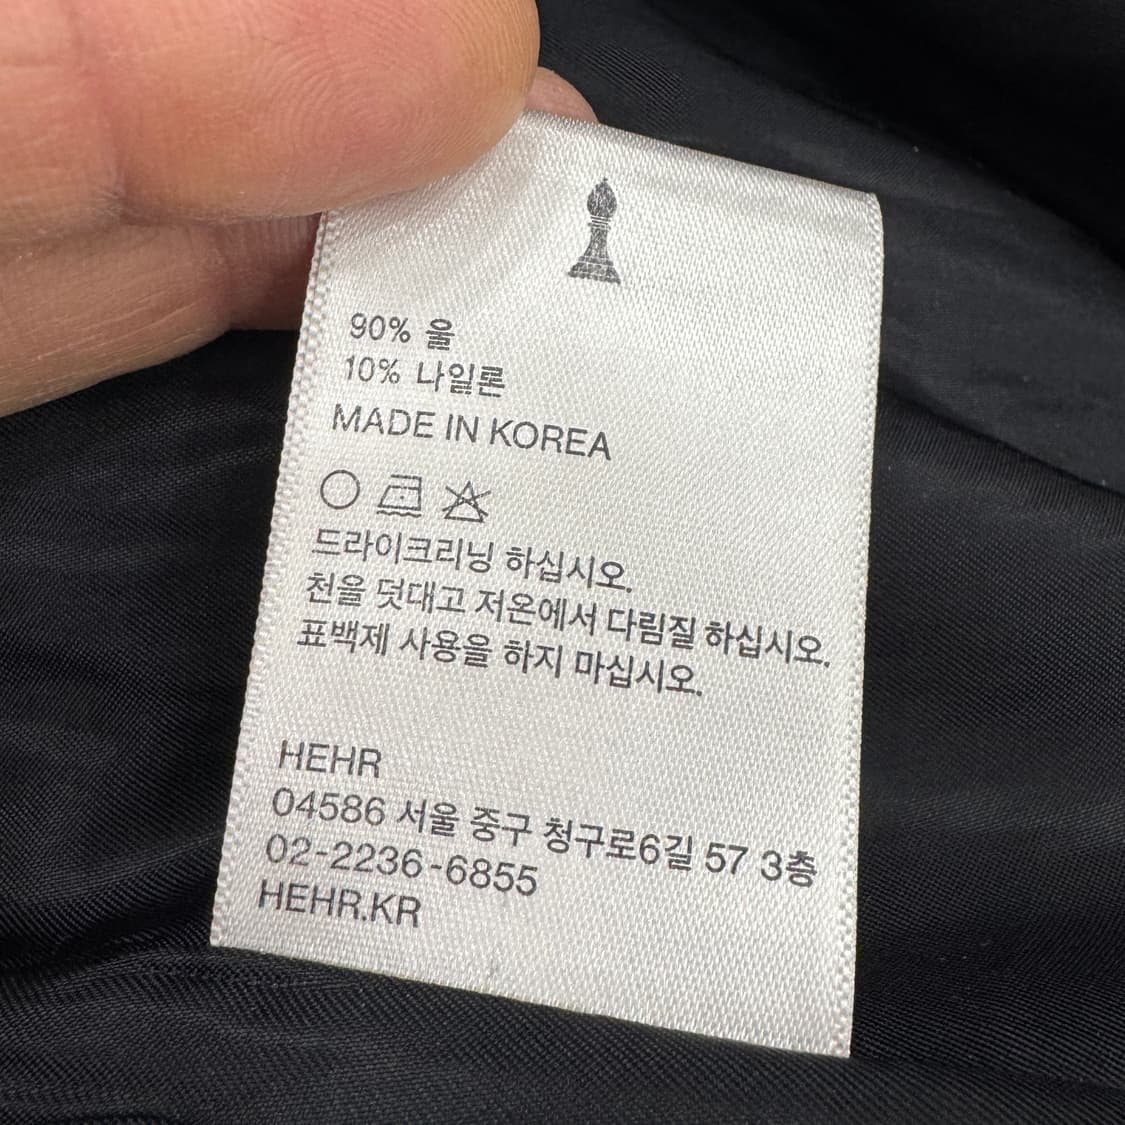 90% 울
10% 나일론
MADE IN KOREA
드라이크리닝 하십시오.
천을 덧대고 저온에서 다림질 하십시오.
표백제 사용을 하지 마십시오.
HEHR
04586 서울 중구 청구로6길 57 3층
02-2236-6855
HEHR.KR